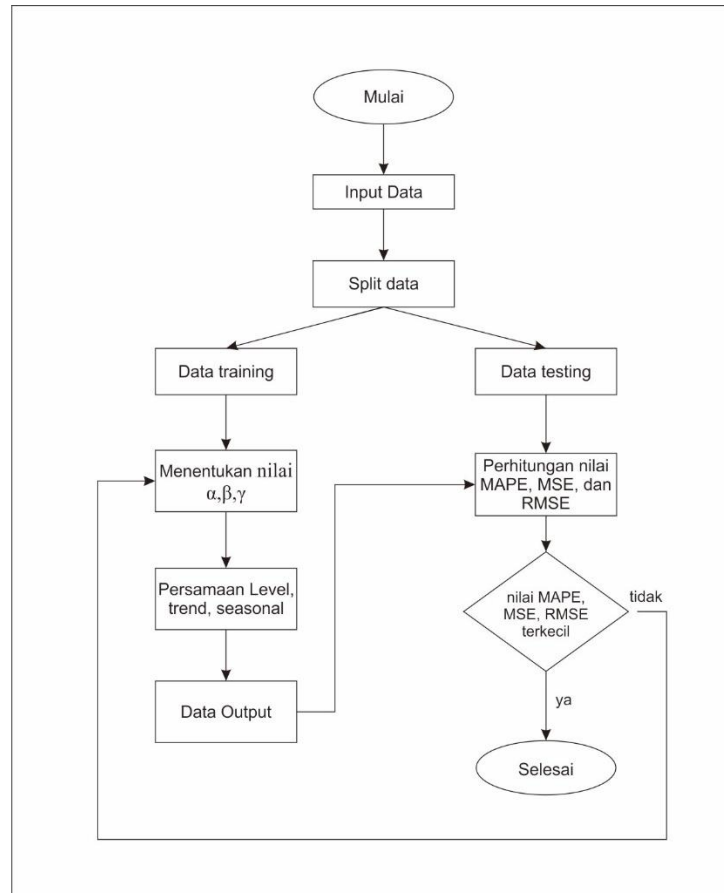 Mulai
Input Data
Split data
Data training
Data testing
Menentukan nilai
α,β,γ
Perhitungan nilai
MAPE, MSE, dan
RMSE
Persamaan Level,
trend, seasonal
nilai MAPE,
MSE, RMSE
terkecil
tidak
Data Output
ya
Selesai